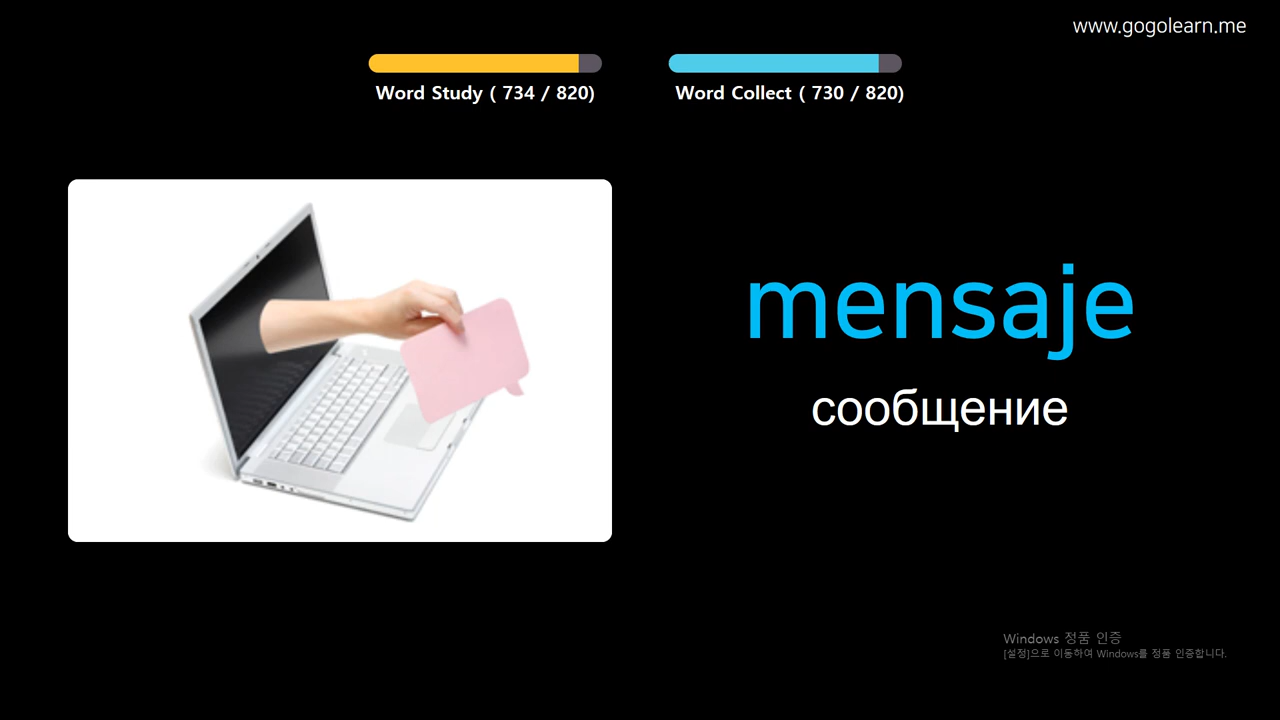 www.gogolearn.me
Word Study ( 734 / 820)
Word Collect ( 730 / 820)
mensaje
сообщение
Windows 정품 인증
[설정]으로 이동하여 Windows를 정품 인증합니다.